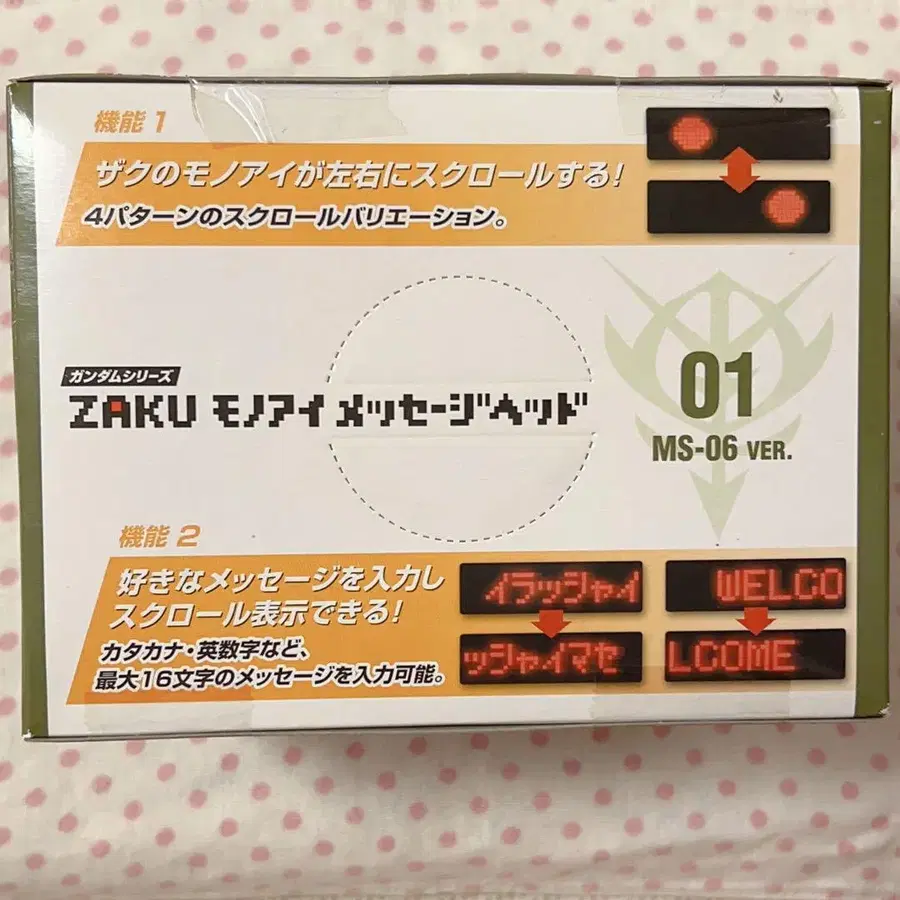 機能 1
ザクのモノアイが左右にスクロールする!
4パターンのスクロールバリエーション。
ガンダムシリーズ
ZAKU モノアイ メッセージヘッド
01
MS-06 VER.
機能 2
好きなメッセージを入力し
スクロール表示できる!
カタカナ・英数字など、
最大16文字のメッセージを入力可能。
イラッシャイ
ッシャイマセ
WELCO
LCOME